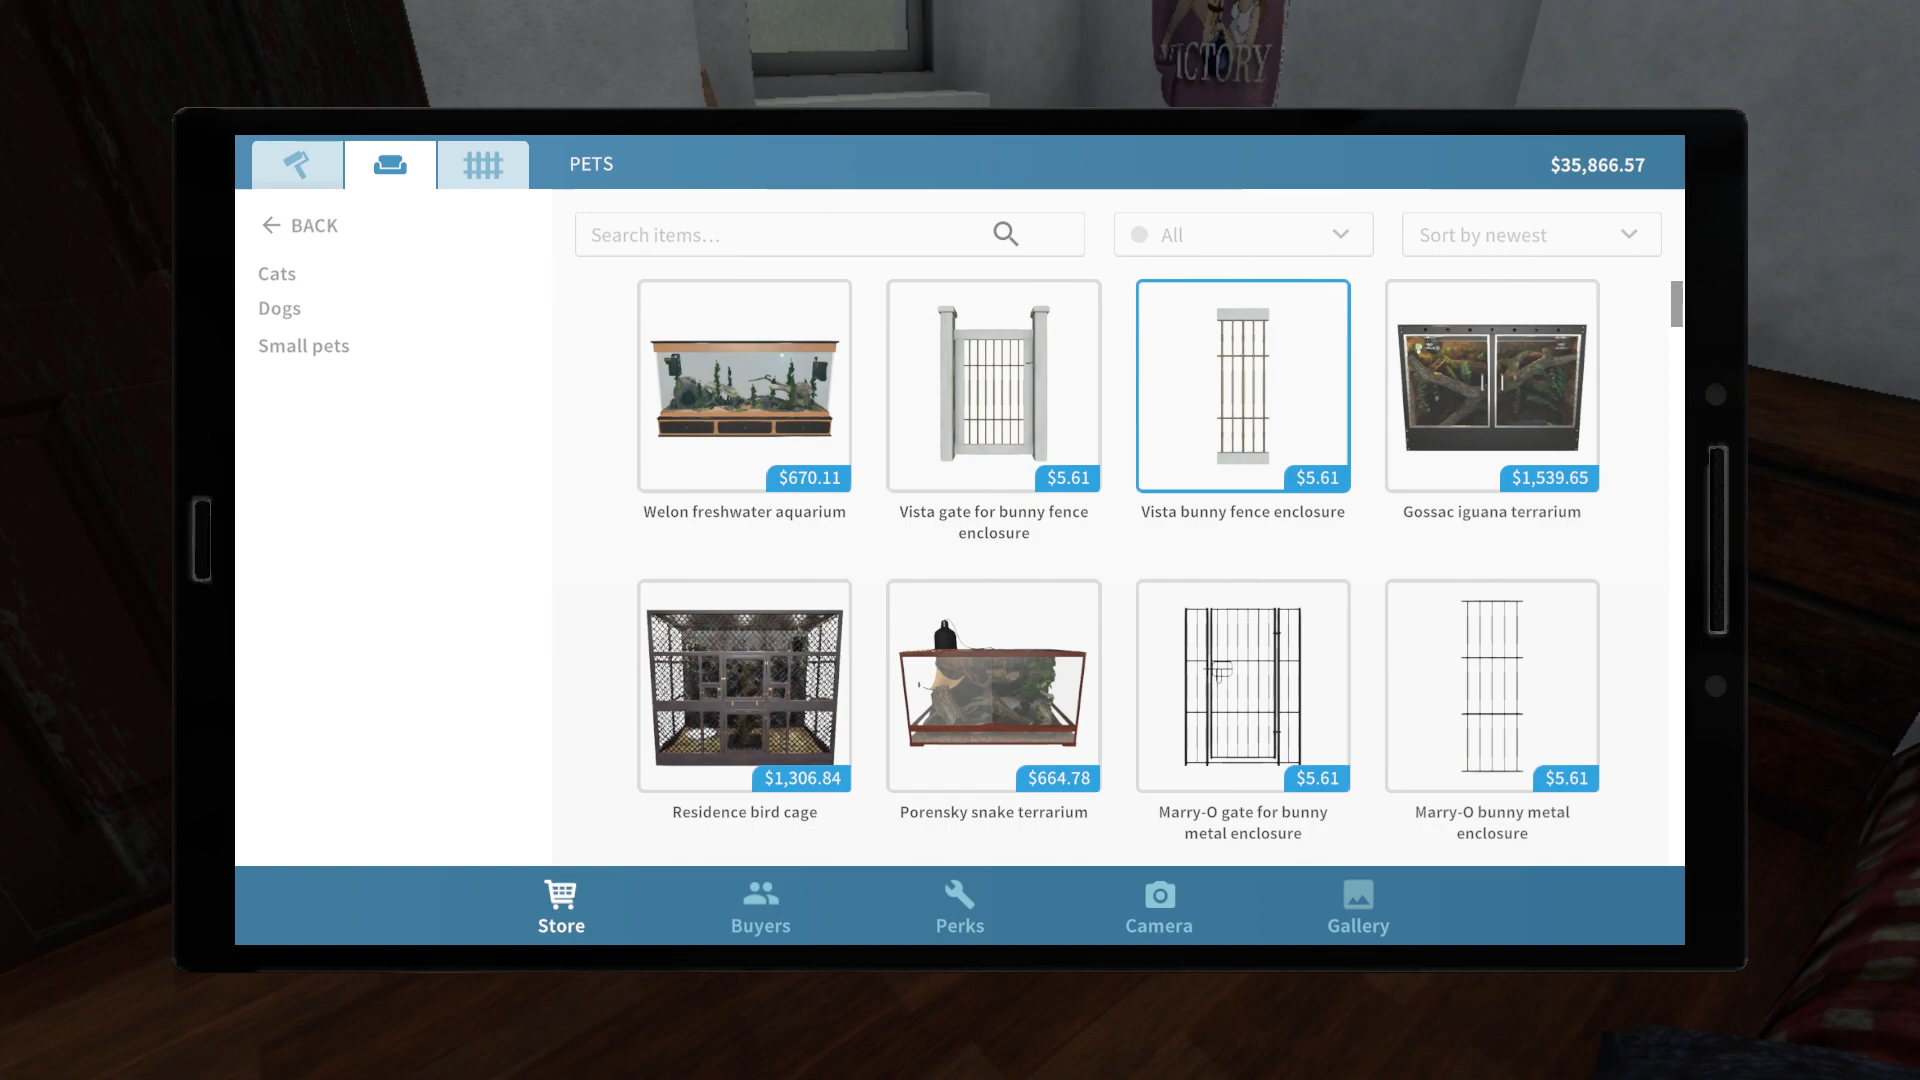 VICTORY
PETS
$35,866.57
BACK
Search items...
All
Sort by newest
Cats
Dogs
Small pets
$670.11
$5.61
$5.61
$1,539.65
Welon freshwater aquarium
Vista gate for bunny fence
enclosure
Vista bunny fence enclosure
Gossac iguana terrarium
$1,306.84
$664.78
$5.61
$5.61
Residence bird cage
Porensky snake terrarium
Marry-O gate for bunny
metal enclosure
Marry-O bunny metal
enclosure
Store
Buyers
Perks
Camera
Gallery